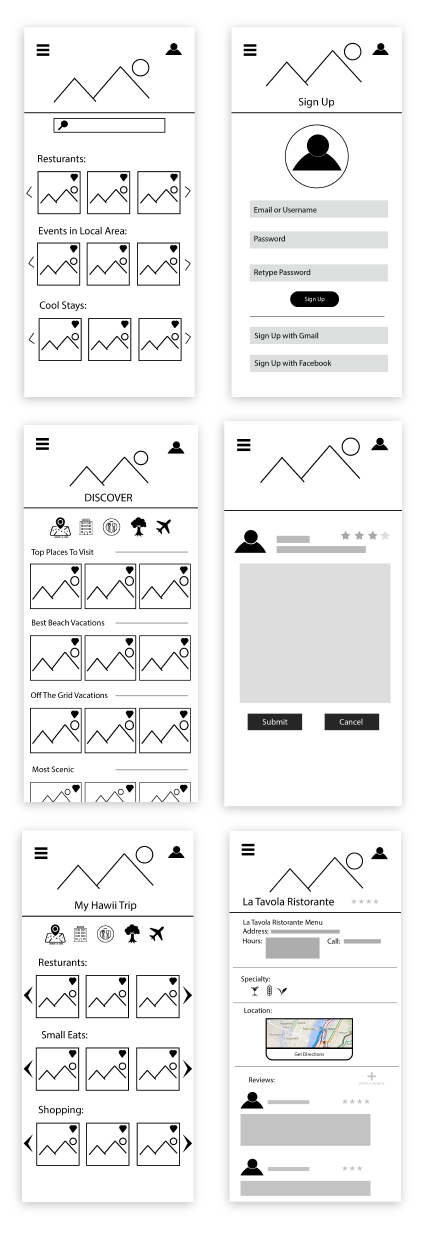 Resturants:
Events in Local Area:
Cool Stays:
Sign Up
Email or Username
Password
Retype Password
Sign Up
Sign Up with Gmail
Sign Up with Facebook
DISCOVER
Top Places To Visit
Best Beach Vacations
Off The Grid Vacations
Most Scenic
Submit
Cancel
My Hawii Trip
Resturants:
Small Eats:
Shopping:
La Tavola Ristorante
La Tavola Ristorante Menu
Address:
Hours:
Call:
Specialty:
Location:
Get Directions
Reviews: